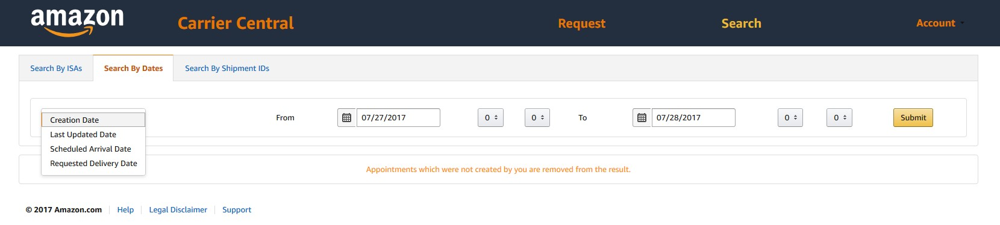 amazon
Carrier Central
Request
Search
Account
Search By ISAs
Search By Dates
Search By Shipment IDs
Creation Date
Last Updated Date
Scheduled Arrival Date
Requested Delivery Date
From
07/27/2017
0
0
To
07/28/2017
0
0
Submit
Appointments which were not created by you are removed from the result.
© 2017 Amazon.com
Help
Legal Disclaimer
Support